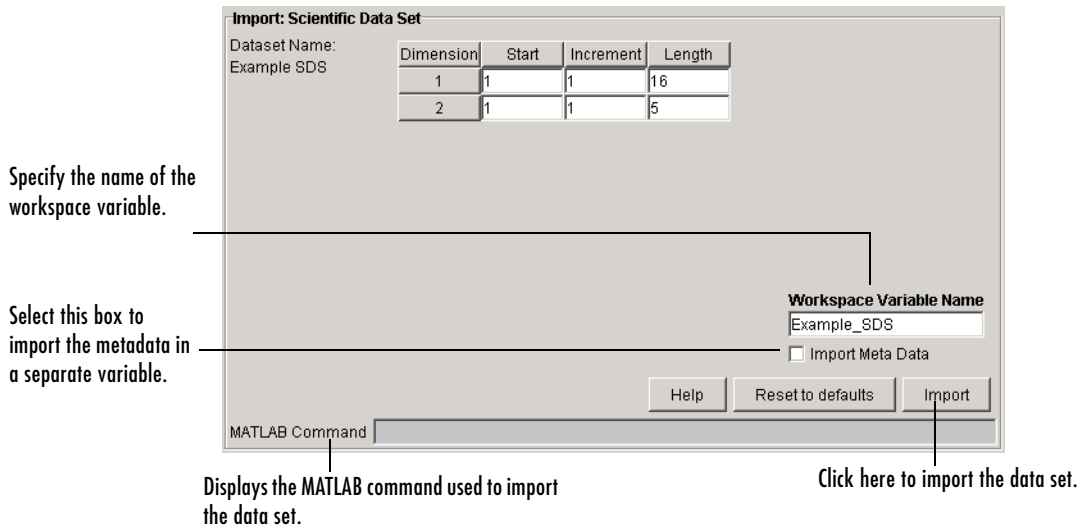 Import: Scientific Data Set
Dataset Name:
Example SDS
Dimension Start Increment Length
1 1 1 16
2 1 1 5
Specify the name of the
workspace variable.
Workspace Variable Name
Example_SDS
Select this box to
import the metadata in
a separate variable.
Import Meta Data
Help Reset to defaults Import
MATLAB Command
Displays the MATLAB command used to import
the data set.
Click here to import the data set.